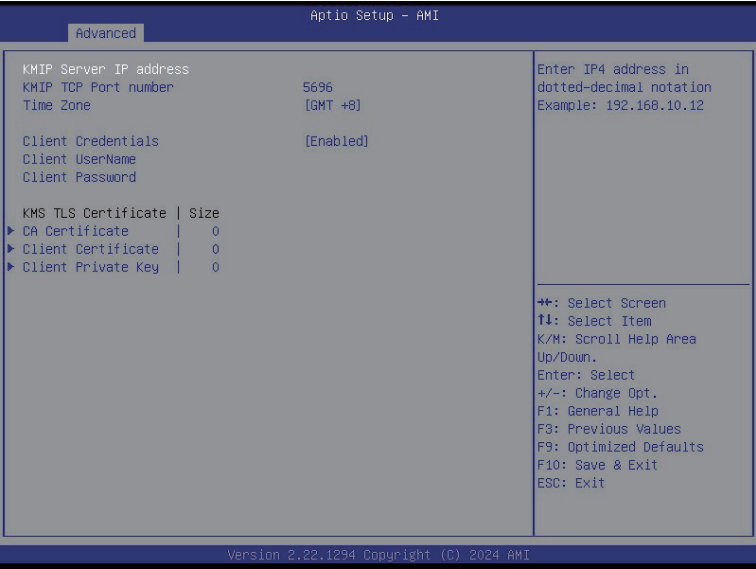 Aptio Setup – AMI
Advanced
KMIP Server IP address
KMIP TCP Port number 5696
Time Zone [GMT +8]
Client Credentials [Enabled]
Client UserName
Client Password
KMS TLS Certificate | Size
CA Certificate | 0
Client Certificate | 0
Client Private Key | 0
Enter IP4 address in
dotted-decimal notation
Example: 192.168.10.12
→←: Select Screen
↑↓: Select Item
K/M: Scroll Help Area
Up/Down.
Enter: Select
+/-: Change Opt.
F1: General Help
F3: Previous Values
F9: Optimized Defaults
F10: Save & Exit
ESC: Exit
Version 2.22.1294 Copyright (C) 2024 AMI